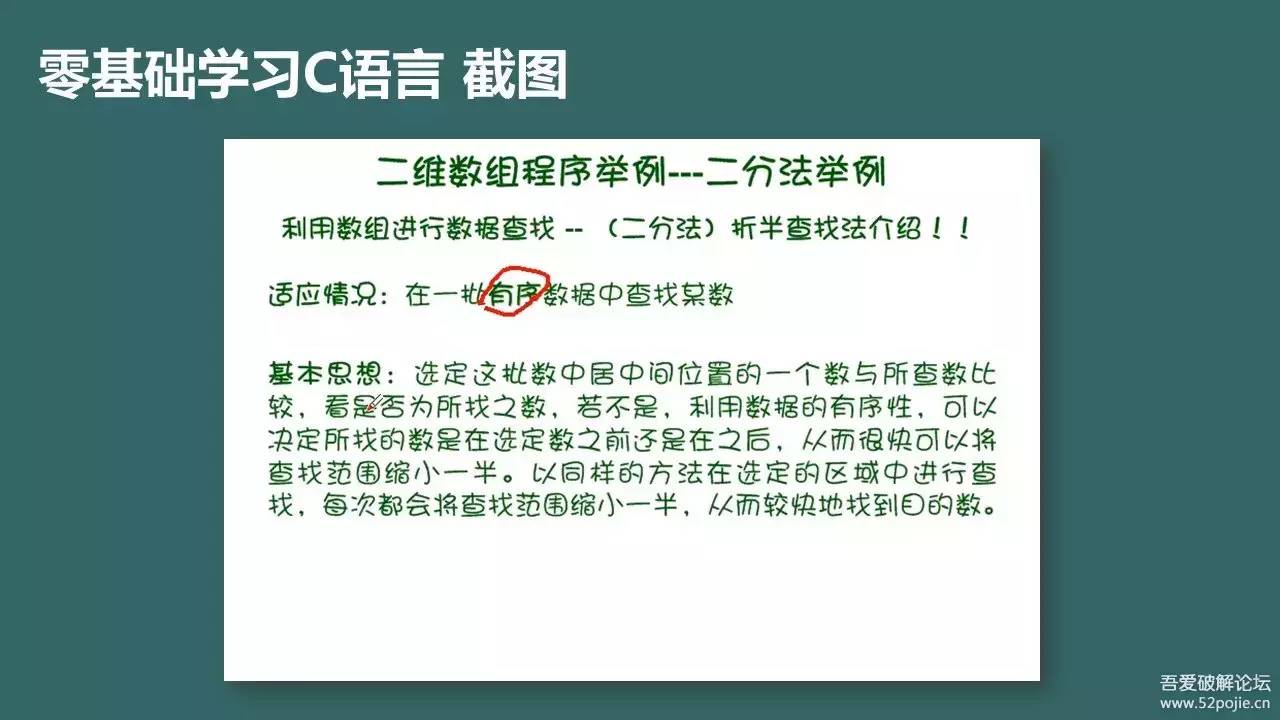 零基础学习C语言 截图
二维数组程序举例---二分法举例
利用数组进行数据查找 -- （二分法）折半查找法介绍！！
适应情况：在一批有序数据中查找某数
基本思想：选定这批数中居中间位置的一个数与所查数比
较，看是否为所找之数，若不是，利用数据的有序性，可以
决定所找的数是在选定数之前还是在之后，从而很快可以将
查找范围缩小一半。以同样的方法在选定的区域中进行查
找，每次都会将查找范围缩小一半，从而较快地找到目的数。
吾爱破解论坛
www.52pojie.cn